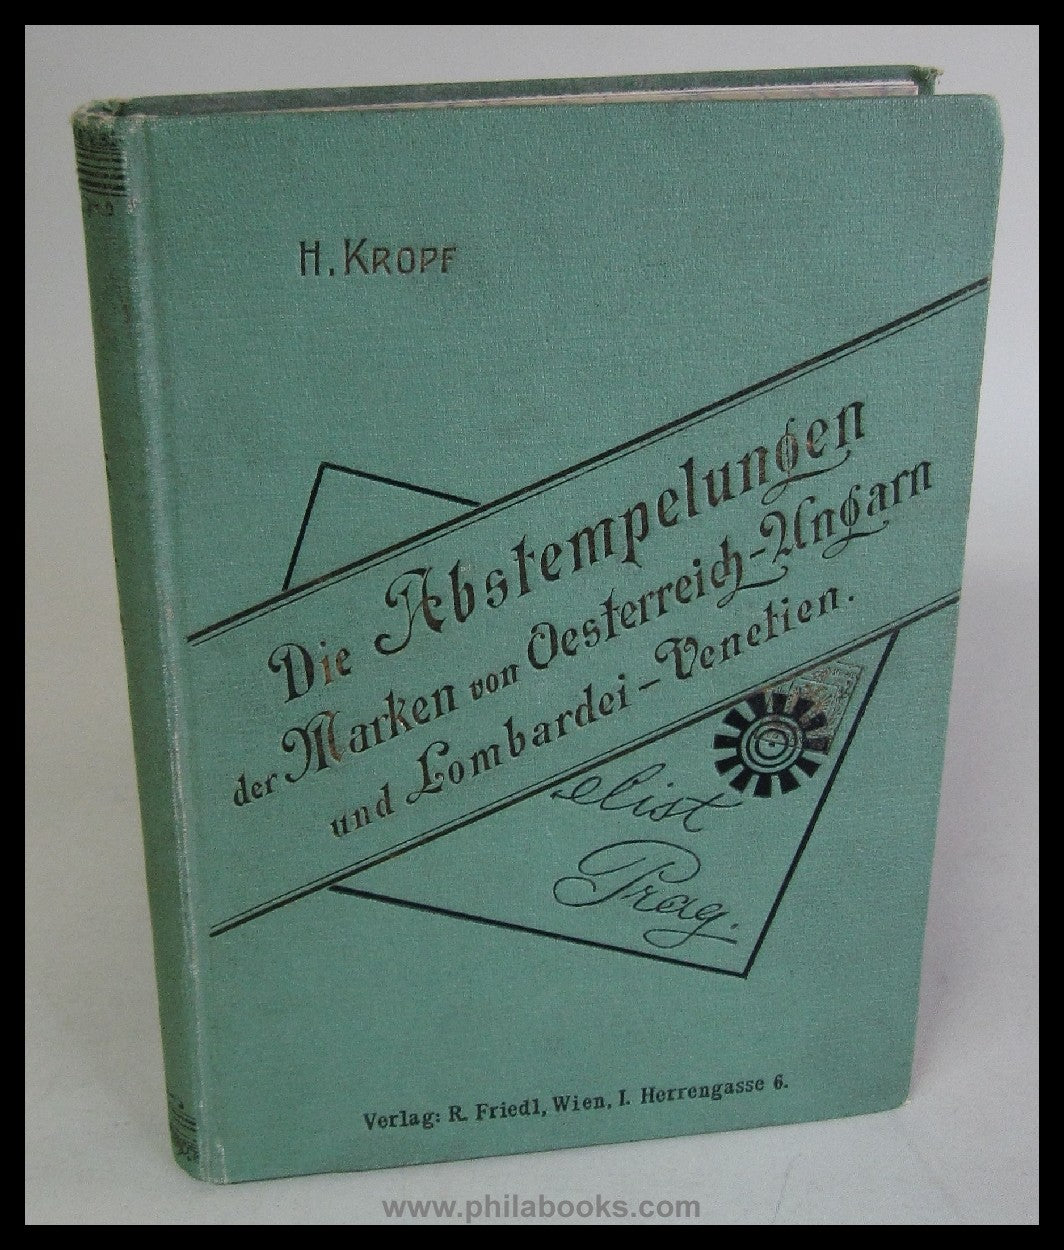 H. KROPF
Die Abstempelungen
der Marken von Oesterreich-Ungarn
und Lombardei-Venetien.
Prag.
Verlag: R. Friedl, Wien, I. Herrengasse 6.
www.philabooks.com